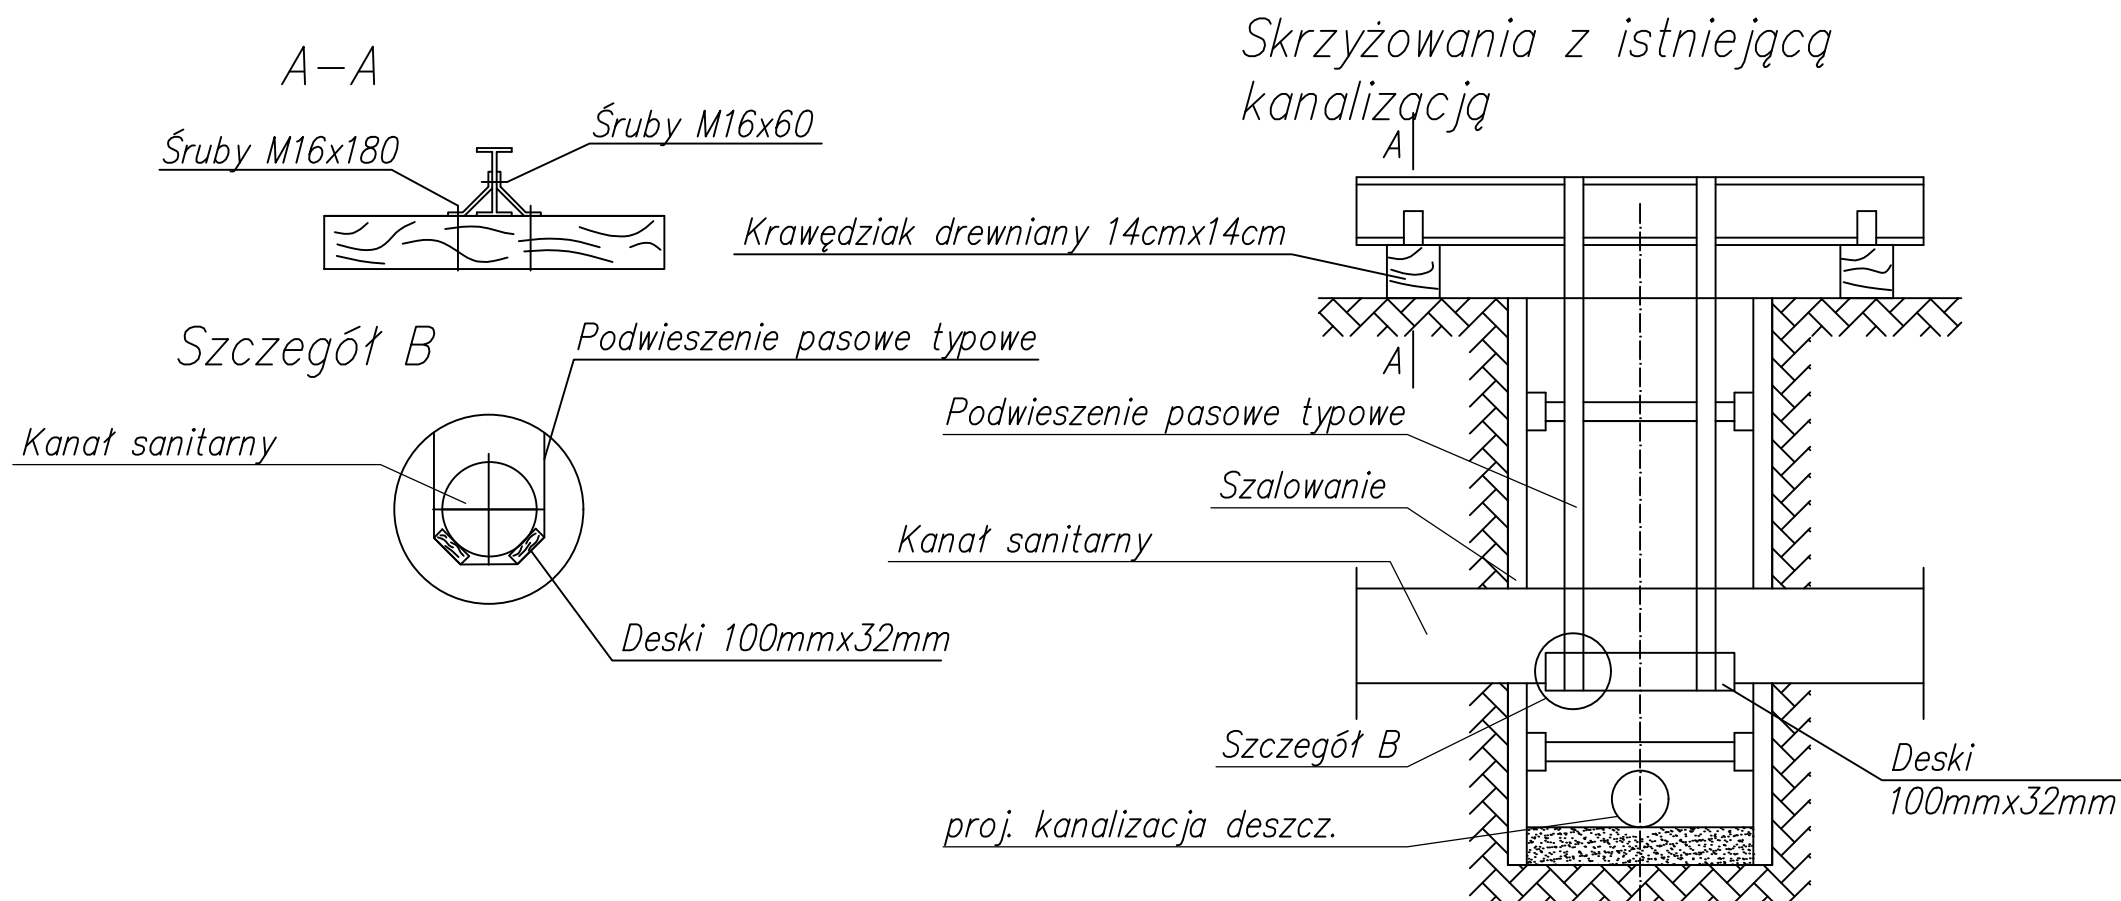 A-A
Śruby M16x60
Śruby M16x180
Szczegół B
Podwieszenie pasowe typowe
Kanał sanitarny
Deski 100mmx32mm
Skrzyżowania z istniejącą
kanalizacją
A
Krawędziak drewniany 14cmx14cm
A
Podwieszenie pasowe typowe
Szalowanie
Kanał sanitarny
Szczegół B
Deski
100mmx32mm
proj. kanalizacja deszcz.